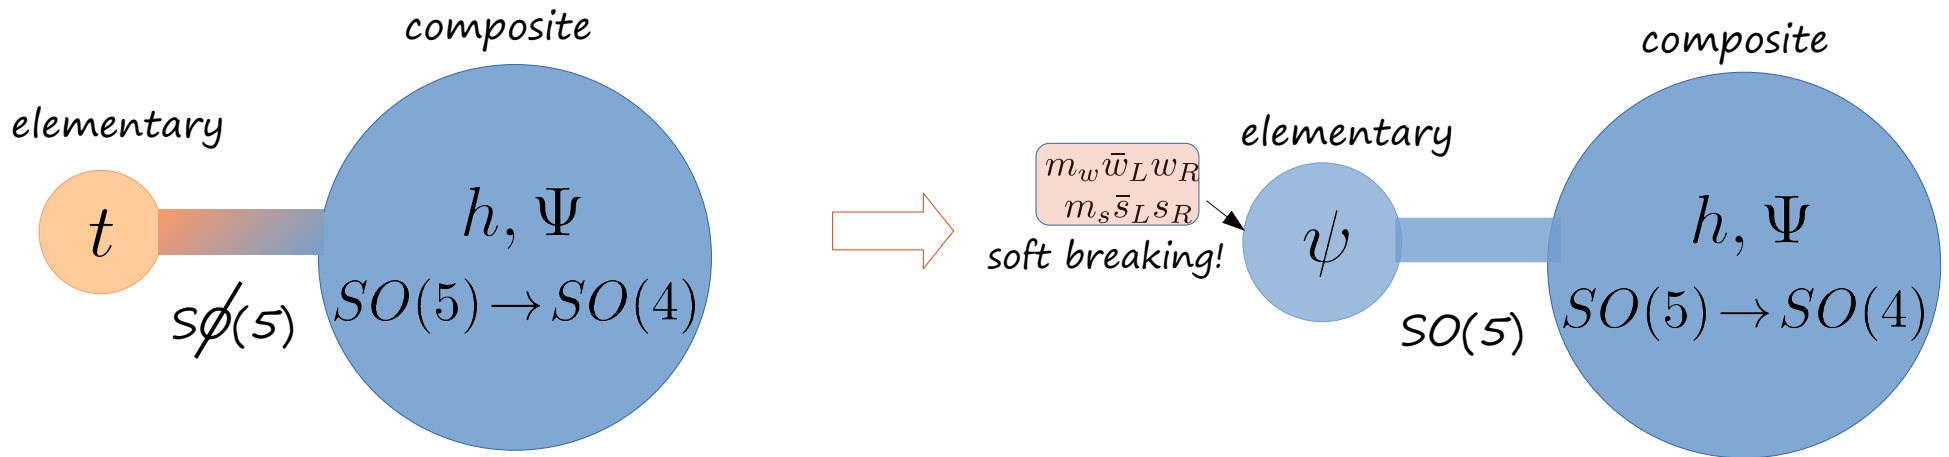 composite
elementary
t
h, Ψ
SO(5) → SO(4)
SO̸(5)
composite
elementary
m_w w̄_L w_R
m_s s̄_L s_R
soft breaking!
ψ
h, Ψ
SO(5) → SO(4)
SO(5)